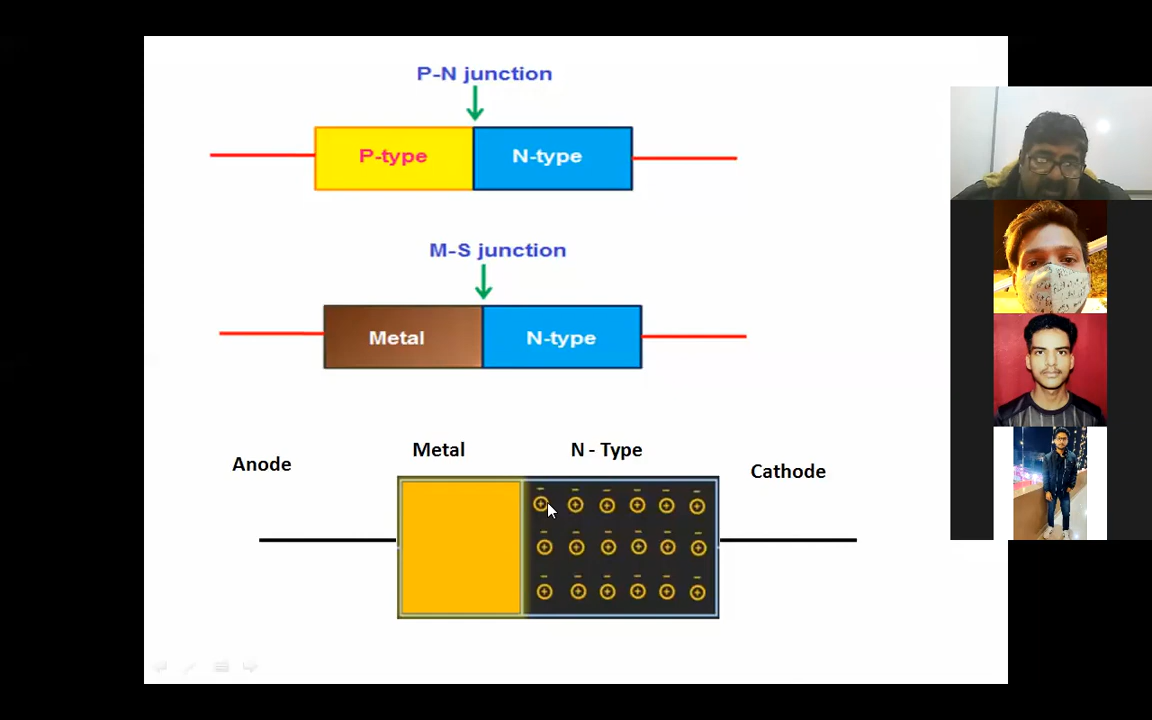 P-N junction
P-type
N-type
M-S junction
Metal
N-type
Metal
N - Type
Anode
Cathode